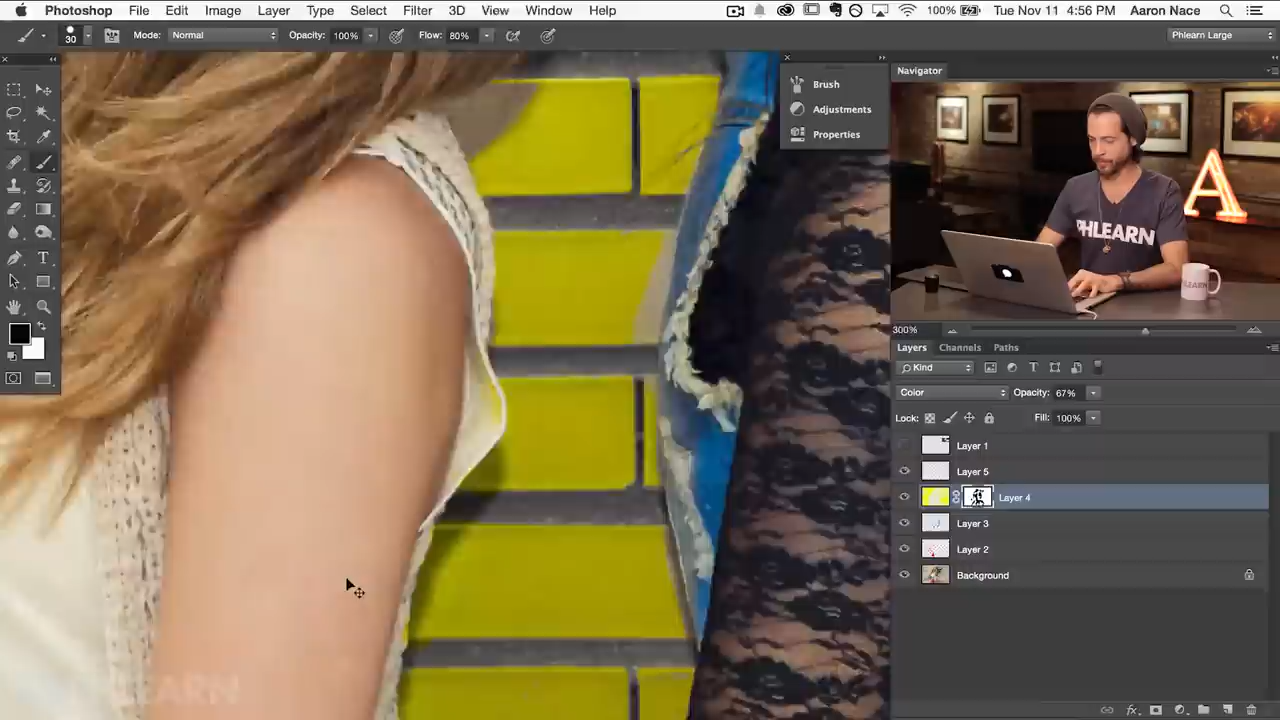 Photoshop File Edit Image Layer Type Select Filter 3D View Window Help 100% Tue Nov 11 4:56 PM Aaron Nace
30 Mode: Normal Opacity: 100% Flow: 80% Phlearn Large
Brush
Adjustments
Properties
Navigator
A
PHLEARN
PHLEARN
300%
Layers Channels Paths
Kind
Color Opacity: 67%
Lock: Fill: 100%
Layer 1
Layer 5
Layer 4
Layer 3
Layer 2
Background
PHLEARN